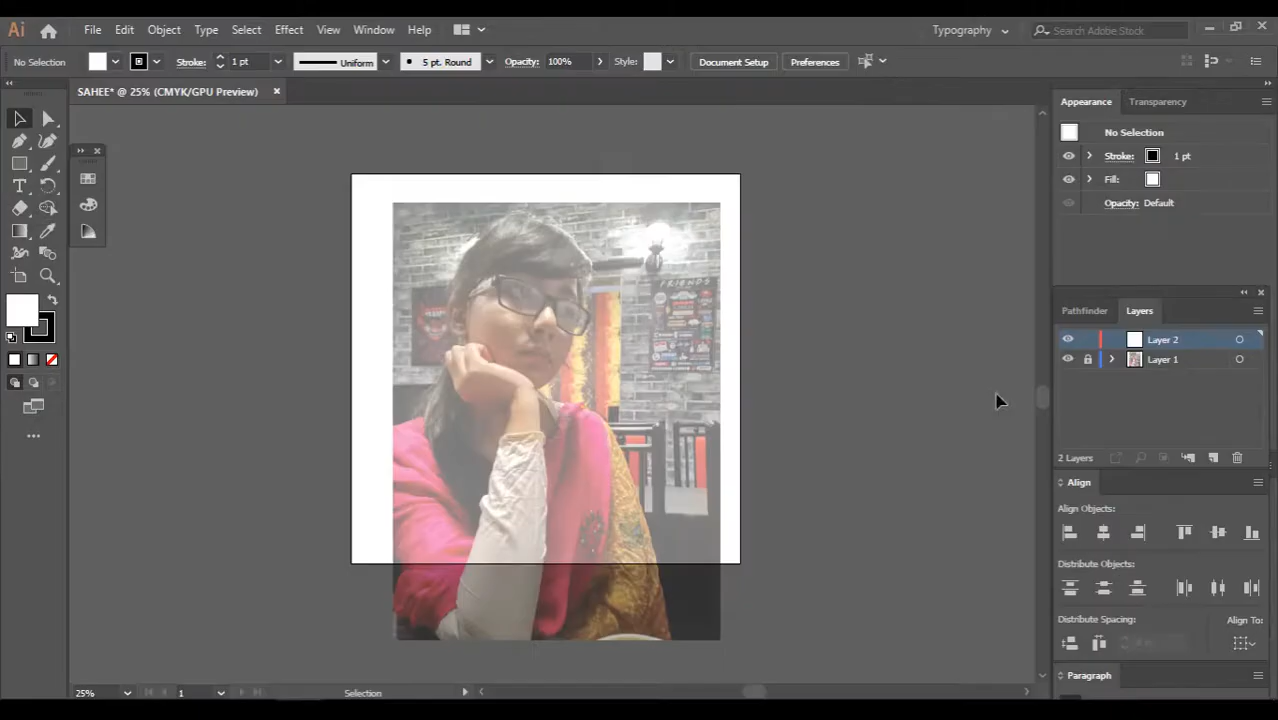 Ai File Edit Object Type Select Effect View Window Help Typography Search Adobe Stock
No Selection Stroke: 1 pt Uniform 5 pt. Round Opacity: 100% Style: Document Setup Preferences
SAHEE* @ 25% (CMYK/GPU Preview) ×
Appearance Transparency
No Selection
Stroke: 1 pt
Fill:
Opacity: Default
FRIENDS
Pathfinder Layers
Layer 2
Layer 1
2 Layers
Align
Align Objects:
Distribute Objects:
Distribute Spacing: Align To:
Paragraph
25% 1 Selection